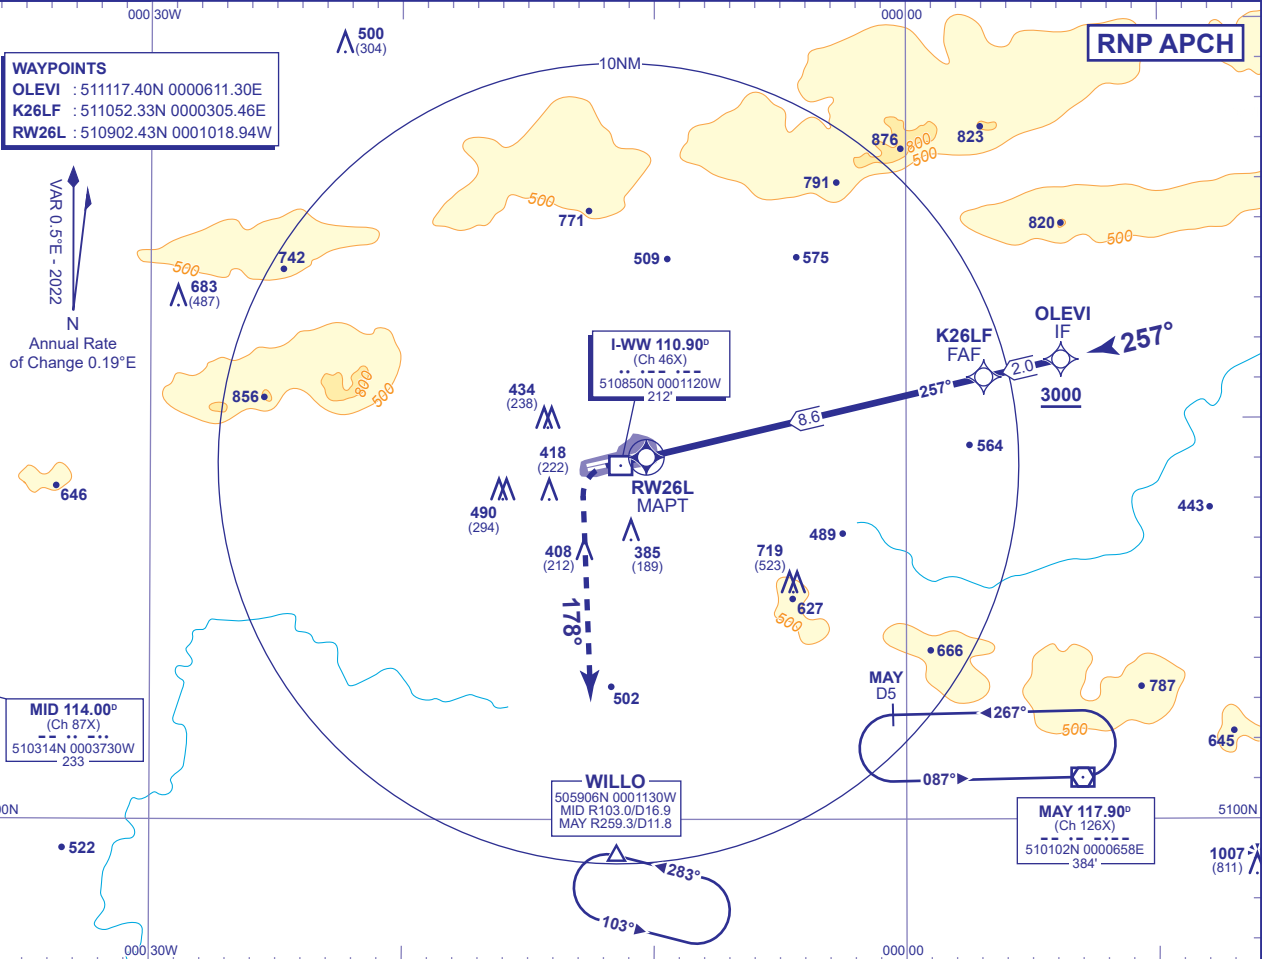 000 30W
000 00
RNP APCH
500
(304)
10NM
WAYPOINTS
OLEVI : 511117.40N 0000611.30E
K26LF : 511052.33N 0000305.46E
RW26L : 510902.43N 0001018.94W
VAR 0.5°E - 2022
N
Annual Rate
of Change 0.19°E
876
800
500
823
791
500
771
820
500
742
500
683
(487)
509
575
OLEVI
IF
K26LF
FAF
257°
2.0
3000
I-WW 110.90ᴰ
(Ch 46X)
510850N 0001120W
212'
856
800
500
434
(238)
257°
8.6
418
(222)
564
RW26L
MAPT
646
490
(294)
443
489
408
(212)
385
(189)
719
(523)
627
500
178°
666
502
MAY
D5
787
267°
500
645
MID 114.00ᴰ
(Ch 87X)
510314N 0003730W
233
087°
WILLO
505906N 0001130W
MID R103.0/D16.9
MAY R259.3/D11.8
MAY 117.90ᴰ
(Ch 126X)
510102N 0000658E
384'
00N
5100N
522
1007
(811)
283°
103°
000 30W
000 00